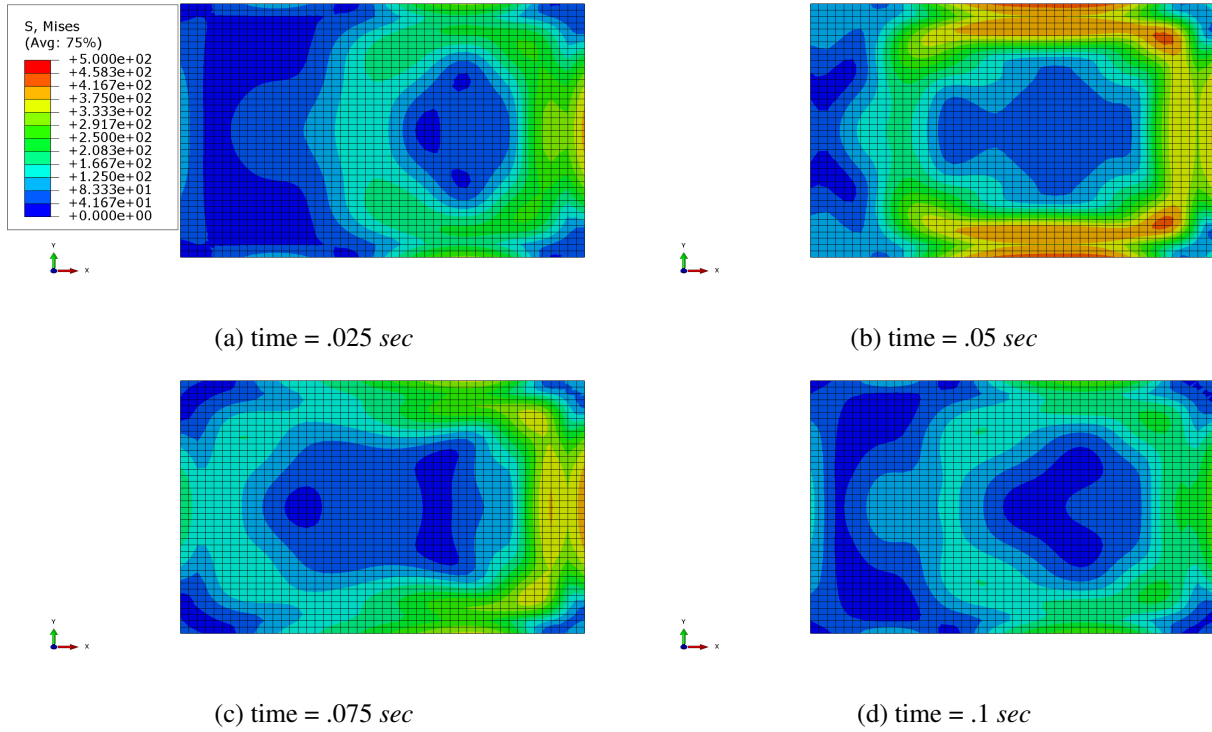 S, Mises
(Avg: 75%)
+5.000e+02
+4.583e+02
+4.167e+02
+3.750e+02
+3.333e+02
+2.917e+02
+2.500e+02
+2.083e+02
+1.667e+02
+1.250e+02
+8.333e+01
+4.167e+01
+0.000e+00
Y
X
Y
X
(a) time = .025 sec
(b) time = .05 sec
Y
X
Y
X
(c) time = .075 sec
(d) time = .1 sec